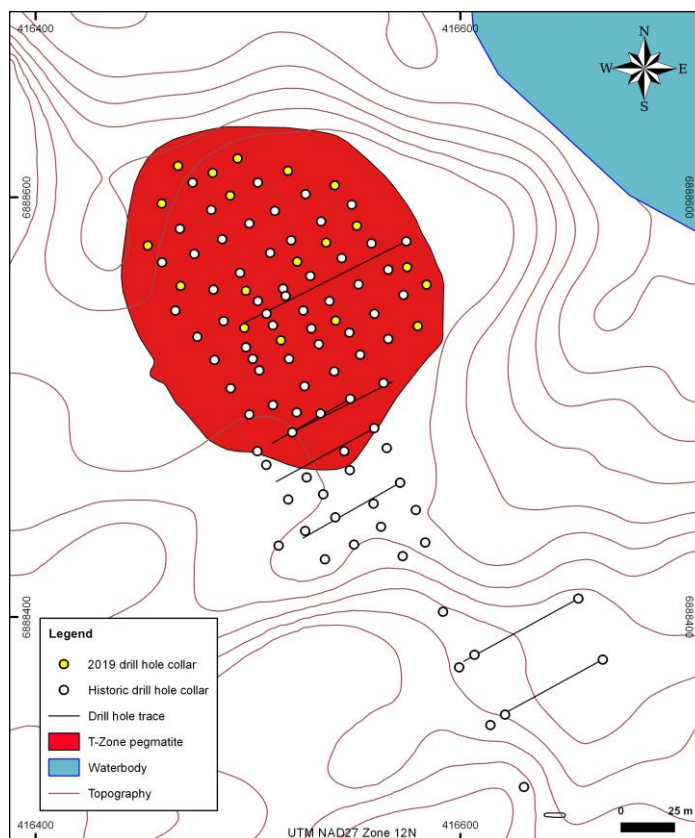 416400
416600
N
W
E
S
6888600
6888600
6888400
6888400
Legend
2019 drill hole collar
Historic drill hole collar
Drill hole trace
T-Zone pegmatite
Waterbody
Topography
0
25 m
416400
UTM NAD27 Zone 12N
416600